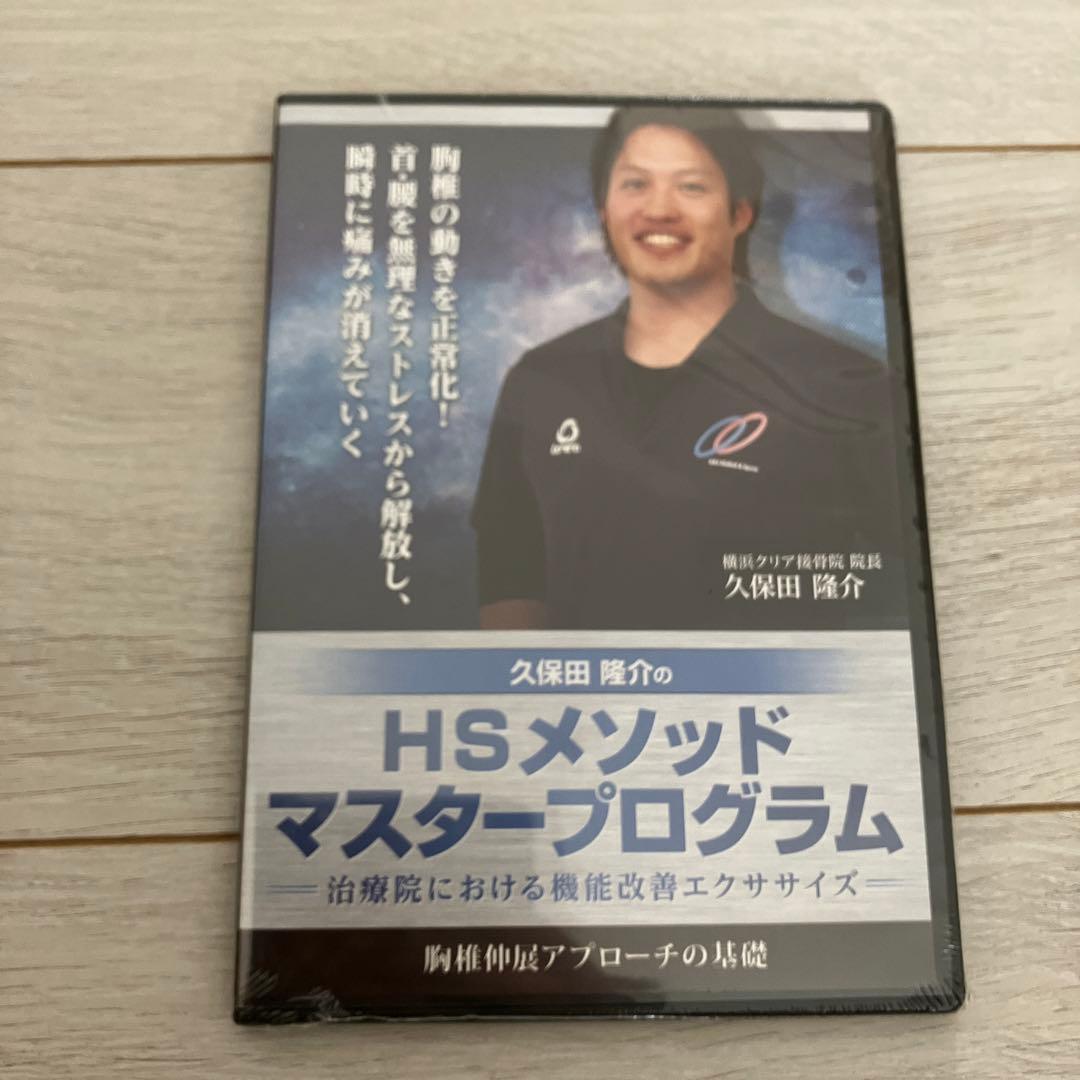 胸椎の動きを正常化！
首・腰を無理なストレスから解放し、
瞬時に痛みが消えていく
横浜クリア接骨院 院長
久保田 隆介
久保田 隆介の
HSメソッド
マスタープログラム
治療院における機能改善エクササイズ
胸椎伸展アプローチの基礎